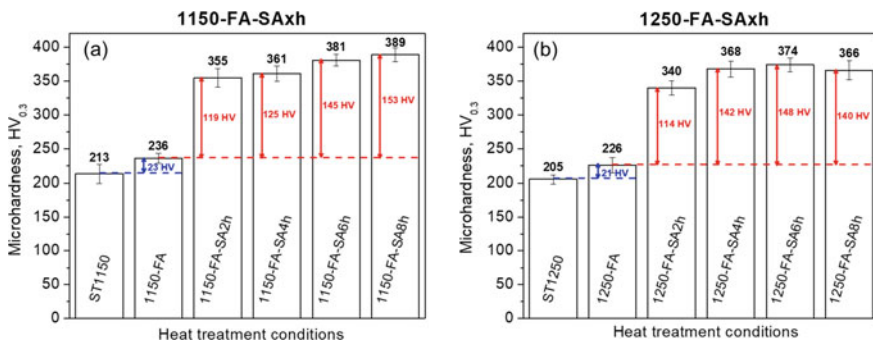 1150-FA-SAxh
(a)
Microhardness, HV0.3
400
350
300
250
200
150
100
50
0
213
236
355
361
381
389
23 HV
119 HV
125 HV
145 HV
153 HV
ST1150
1150-FA
1150-FA-SA2h
1150-FA-SA4h
1150-FA-SA6h
1150-FA-SA8h
Heat treatment conditions
1250-FA-SAxh
(b)
Microhardness, HV0.3
400
350
300
250
200
150
100
50
0
205
226
340
368
374
366
21 HV
114 HV
142 HV
148 HV
140 HV
ST1250
1250-FA
1250-FA-SA2h
1250-FA-SA4h
1250-FA-SA6h
1250-FA-SA8h
Heat treatment conditions